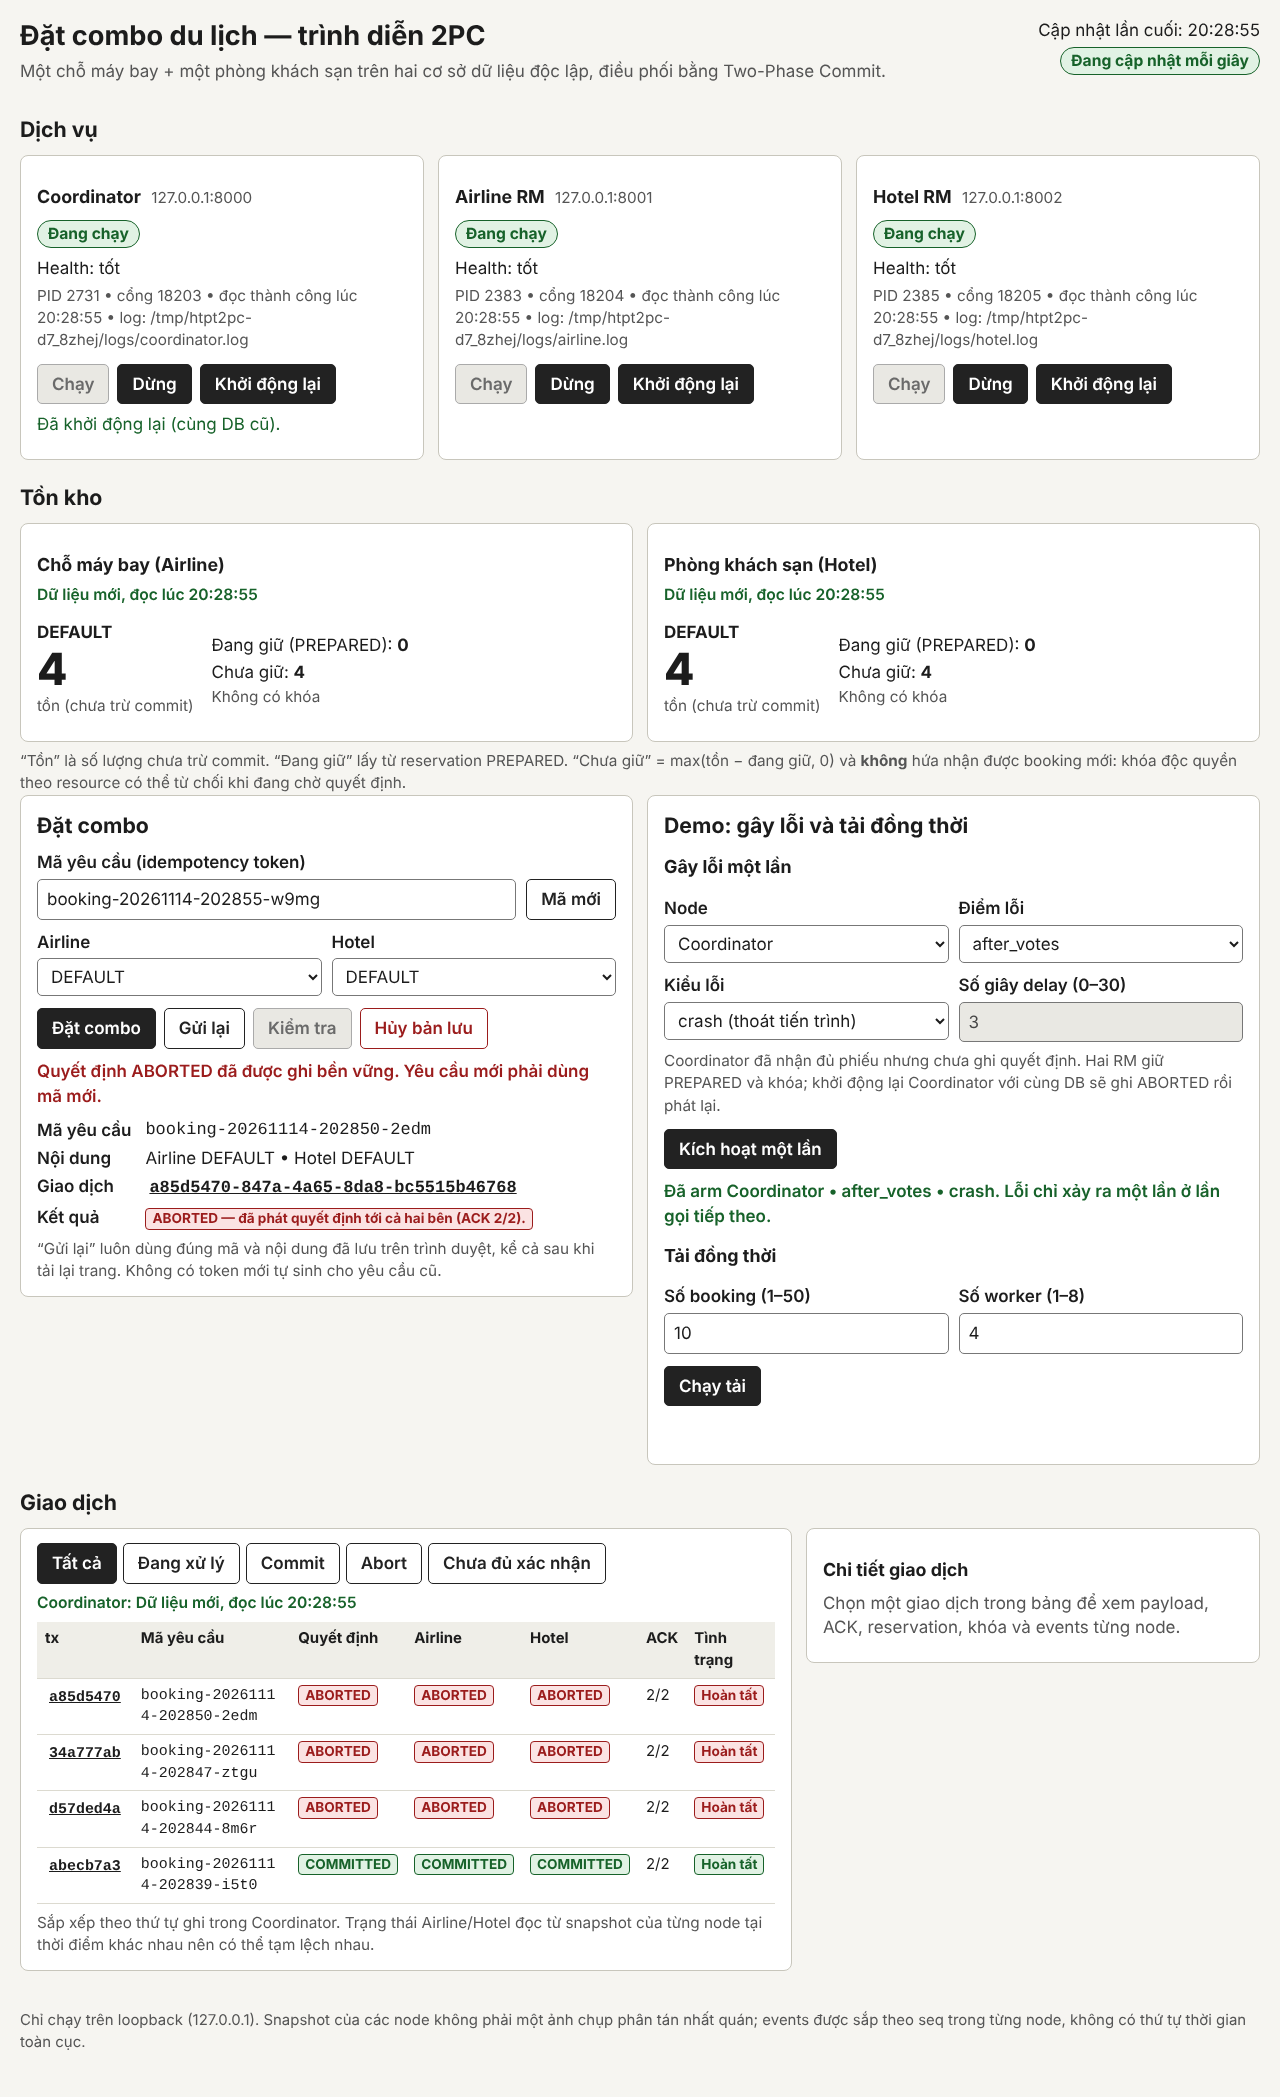 Đặt combo du lịch — trình diễn 2PC
Một chỗ máy bay + một phòng khách sạn trên hai cơ sở dữ liệu độc lập, điều phối bằng Two-Phase Commit.
Cập nhật lần cuối: 20:28:55
Đang cập nhật mỗi giây
Dịch vụ
Coordinator 127.0.0.1:8000
Đang chạy
Health: tốt
PID 2731 • cổng 18203 • đọc thành công lúc
20:28:55 • log: /tmp/htpt2pc-
d7_8zhej/logs/coordinator.log
Chạy Dừng Khởi động lại
Đã khởi động lại (cùng DB cũ).
Airline RM 127.0.0.1:8001
Đang chạy
Health: tốt
PID 2383 • cổng 18204 • đọc thành công lúc
20:28:55 • log: /tmp/htpt2pc-
d7_8zhej/logs/airline.log
Chạy Dừng Khởi động lại
Hotel RM 127.0.0.1:8002
Đang chạy
Health: tốt
PID 2385 • cổng 18205 • đọc thành công lúc
20:28:55 • log: /tmp/htpt2pc-
d7_8zhej/logs/hotel.log
Chạy Dừng Khởi động lại
Tồn kho
Chỗ máy bay (Airline)
Dữ liệu mới, đọc lúc 20:28:55
DEFAULT
4
tồn (chưa trừ commit)
Đang giữ (PREPARED): 0
Chưa giữ: 4
Không có khóa
Phòng khách sạn (Hotel)
Dữ liệu mới, đọc lúc 20:28:55
DEFAULT
4
tồn (chưa trừ commit)
Đang giữ (PREPARED): 0
Chưa giữ: 4
Không có khóa
“Tồn” là số lượng chưa trừ commit. “Đang giữ” lấy từ reservation PREPARED. “Chưa giữ” = max(tồn − đang giữ, 0) và không hứa nhận được booking mới: khóa độc quyền
theo resource có thể từ chối khi đang chờ quyết định.
Đặt combo
Mã yêu cầu (idempotency token)
booking-20261114-202855-w9mg Mã mới
Airline Hotel
DEFAULT DEFAULT
Đặt combo Gửi lại Kiểm tra Hủy bản lưu
Quyết định ABORTED đã được ghi bền vững. Yêu cầu mới phải dùng
mã mới.
Mã yêu cầu booking-20261114-202850-2edm
Nội dung Airline DEFAULT • Hotel DEFAULT
Giao dịch a85d5470-847a-4a65-8da8-bc5515b46768
Kết quả ABORTED — đã phát quyết định tới cả hai bên (ACK 2/2).
“Gửi lại” luôn dùng đúng mã và nội dung đã lưu trên trình duyệt, kể cả sau khi
tải lại trang. Không có token mới tự sinh cho yêu cầu cũ.
Demo: gây lỗi và tải đồng thời
Gây lỗi một lần
Node Điểm lỗi
Coordinator after_votes
Kiểu lỗi Số giây delay (0–30)
crash (thoát tiến trình) 3
Coordinator đã nhận đủ phiếu nhưng chưa ghi quyết định. Hai RM giữ
PREPARED và khóa; khởi động lại Coordinator với cùng DB sẽ ghi ABORTED rồi
phát lại.
Kích hoạt một lần
Đã arm Coordinator • after_votes • crash. Lỗi chỉ xảy ra một lần ở lần
gọi tiếp theo.
Tải đồng thời
Số booking (1–50) Số worker (1–8)
10 4
Chạy tải
Giao dịch
Tất cả Đang xử lý Commit Abort Chưa đủ xác nhận
Coordinator: Dữ liệu mới, đọc lúc 20:28:55
tx Mã yêu cầu Quyết định Airline Hotel ACK Tình
trạng
a85d5470 booking-2026111 ABORTED ABORTED ABORTED 2/2 Hoàn tất
4-202850-2edm
34a777ab booking-2026111 ABORTED ABORTED ABORTED 2/2 Hoàn tất
4-202847-ztgu
d57ded4a booking-2026111 ABORTED ABORTED ABORTED 2/2 Hoàn tất
4-202844-8m6r
abecb7a3 booking-2026111 COMMITTED COMMITTED COMMITTED 2/2 Hoàn tất
4-202839-i5t0
Sắp xếp theo thứ tự ghi trong Coordinator. Trạng thái Airline/Hotel đọc từ snapshot của từng node tại
thời điểm khác nhau nên có thể tạm lệch nhau.
Chi tiết giao dịch
Chọn một giao dịch trong bảng để xem payload,
ACK, reservation, khóa và events từng node.
Chỉ chạy trên loopback (127.0.0.1). Snapshot của các node không phải một ảnh chụp phân tán nhất quán; events được sắp theo seq trong từng node, không có thứ tự thời gian
toàn cục.